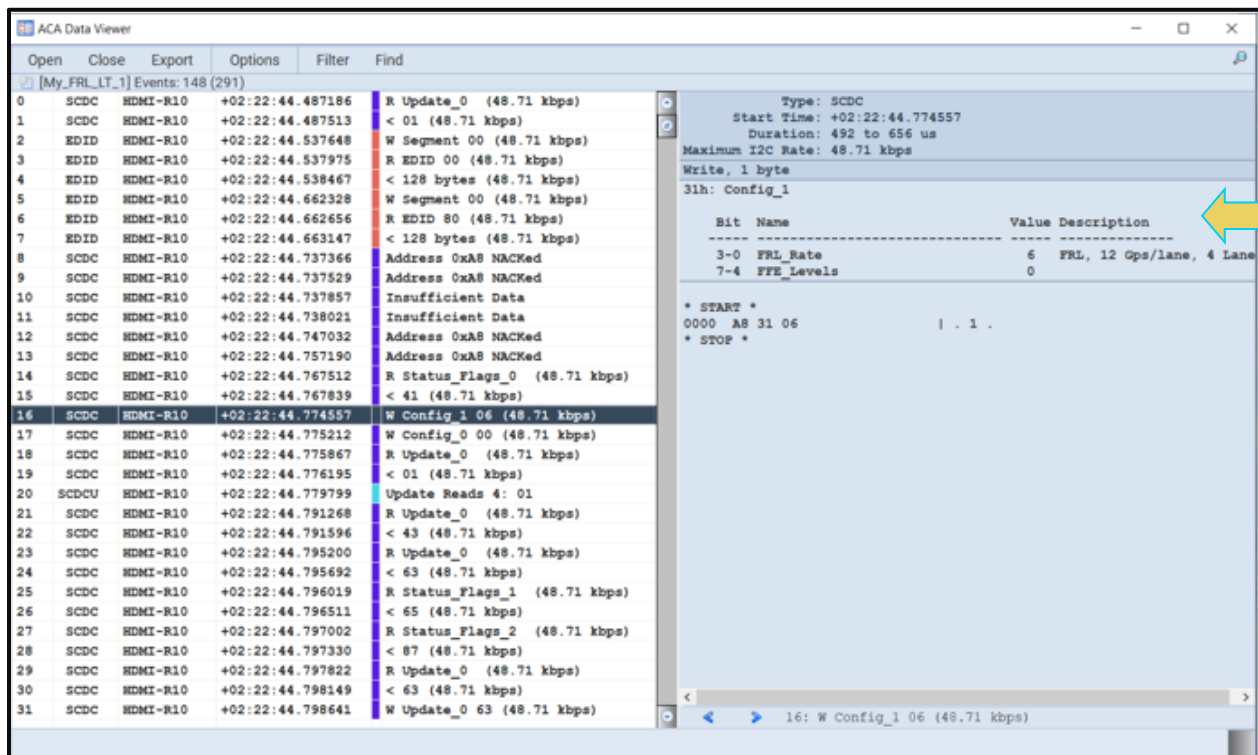 ACA Data Viewer
Open Close Export Options Filter Find
[My_FRL_LT_1] Events: 148 (291)
0 SCDC HDMI-R10 +02:22:44.487186 R Update_0 (48.71 kbps)
1 SCDC HDMI-R10 +02:22:44.487513 < 01 (48.71 kbps)
2 EDID HDMI-R10 +02:22:44.537648 W Segment 00 (48.71 kbps)
3 EDID HDMI-R10 +02:22:44.537975 R EDID 00 (48.71 kbps)
4 EDID HDMI-R10 +02:22:44.538467 < 128 bytes (48.71 kbps)
5 EDID HDMI-R10 +02:22:44.662328 W Segment 00 (48.71 kbps)
6 EDID HDMI-R10 +02:22:44.662656 R EDID 80 (48.71 kbps)
7 EDID HDMI-R10 +02:22:44.663147 < 128 bytes (48.71 kbps)
8 SCDC HDMI-R10 +02:22:44.737366 Address 0xA8 NACKed
9 SCDC HDMI-R10 +02:22:44.737529 Address 0xA8 NACKed
10 SCDC HDMI-R10 +02:22:44.737857 Insufficient Data
11 SCDC HDMI-R10 +02:22:44.738021 Insufficient Data
12 SCDC HDMI-R10 +02:22:44.747032 Address 0xA8 NACKed
13 SCDC HDMI-R10 +02:22:44.757190 Address 0xA8 NACKed
14 SCDC HDMI-R10 +02:22:44.767512 R Status_Flags_0 (48.71 kbps)
15 SCDC HDMI-R10 +02:22:44.767839 < 41 (48.71 kbps)
16 SCDC HDMI-R10 +02:22:44.774557 W Config_1 06 (48.71 kbps)
17 SCDC HDMI-R10 +02:22:44.775212 W Config_0 00 (48.71 kbps)
18 SCDC HDMI-R10 +02:22:44.775867 R Update_0 (48.71 kbps)
19 SCDC HDMI-R10 +02:22:44.776195 < 01 (48.71 kbps)
20 SCDCU HDMI-R10 +02:22:44.779799 Update Reads 4: 01
21 SCDC HDMI-R10 +02:22:44.791268 R Update_0 (48.71 kbps)
22 SCDC HDMI-R10 +02:22:44.791596 < 43 (48.71 kbps)
23 SCDC HDMI-R10 +02:22:44.795200 R Update_0 (48.71 kbps)
24 SCDC HDMI-R10 +02:22:44.795692 < 63 (48.71 kbps)
25 SCDC HDMI-R10 +02:22:44.796019 R Status_Flags_1 (48.71 kbps)
26 SCDC HDMI-R10 +02:22:44.796511 < 65 (48.71 kbps)
27 SCDC HDMI-R10 +02:22:44.797002 R Status_Flags_2 (48.71 kbps)
28 SCDC HDMI-R10 +02:22:44.797330 < 87 (48.71 kbps)
29 SCDC HDMI-R10 +02:22:44.797822 R Update_0 (48.71 kbps)
30 SCDC HDMI-R10 +02:22:44.798149 < 63 (48.71 kbps)
31 SCDC HDMI-R10 +02:22:44.798641 W Update_0 63 (48.71 kbps)
Type: SCDC
Start Time: +02:22:44.774557
Duration: 492 to 656 us
Maximum I2C Rate: 48.71 kbps
Write, 1 byte
31h: Config_1
Bit Name Value Description
----- ------------------------------ ----- --------------
3-0 FRL_Rate 6 FRL, 12 Gps/lane, 4 Lane
7-4 FFE_Levels 0
* START *
0000 A8 31 06 | . 1 .
* STOP *
16: W Config_1 06 (48.71 kbps)